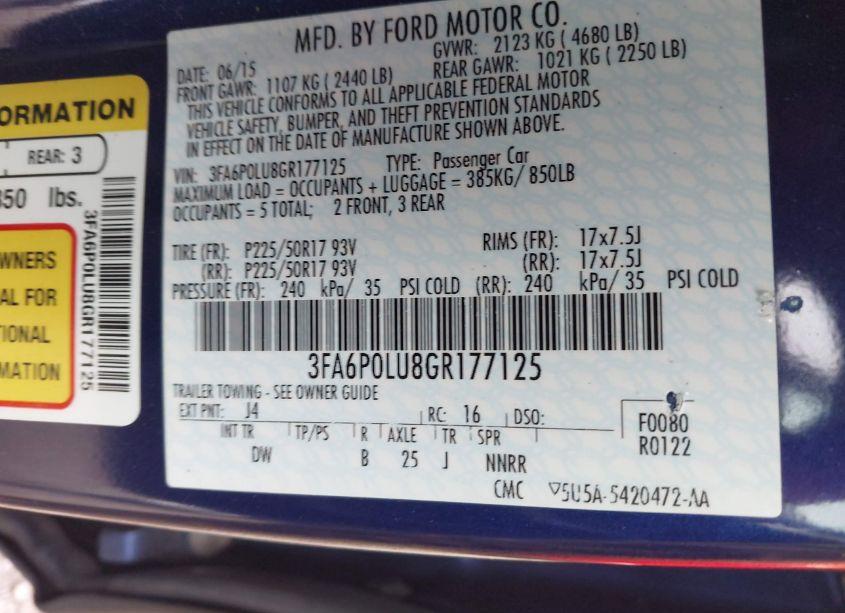 ORMATION
REAR: 3
350 lbs.
WNERS
AL FOR
TIONAL
MATION
3FA6P0LU8GR177125
MFD. BY FORD MOTOR CO.
DATE: 06/15 GVWR: 2123 KG ( 4680 LB)
FRONT GAWR: 1107 KG ( 2440 LB) REAR GAWR: 1021 KG ( 2250 LB)
THIS VEHICLE CONFORMS TO ALL APPLICABLE FEDERAL MOTOR
VEHICLE SAFETY, BUMPER, AND THEFT PREVENTION STANDARDS
IN EFFECT ON THE DATE OF MANUFACTURE SHOWN ABOVE.
VIN: 3FA6P0LU8GR177125 TYPE: Passenger Car
MAXIMUM LOAD = OCCUPANTS + LUGGAGE = 385KG/ 850LB
OCCUPANTS = 5 TOTAL; 2 FRONT, 3 REAR
TIRE (FR): P225/50R17 93V RIMS (FR): 17x7.5J
(RR): P225/50R17 93V (RR): 17x7.5J
PRESSURE (FR): 240 kPa/ 35 PSI COLD (RR): 240 kPa/ 35 PSI COLD
3FA6P0LU8GR177125
TRAILER TOWING - SEE OWNER GUIDE
EXT PNT: J4 RC: 16 DSO: F0080
R0122
INT TR TP/PS R AXLE TR SPR
DW B 25 J NNRR
CMC ▽5U5A-5420472-AA